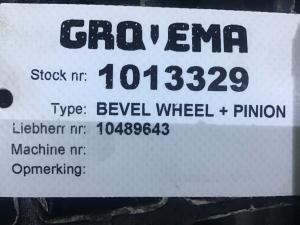 GROVEMA
Stock nr: 1013329
Type: BEVEL WHEEL + PINION
Liebherr nr: 10489643
Machine nr:
Opmerking: